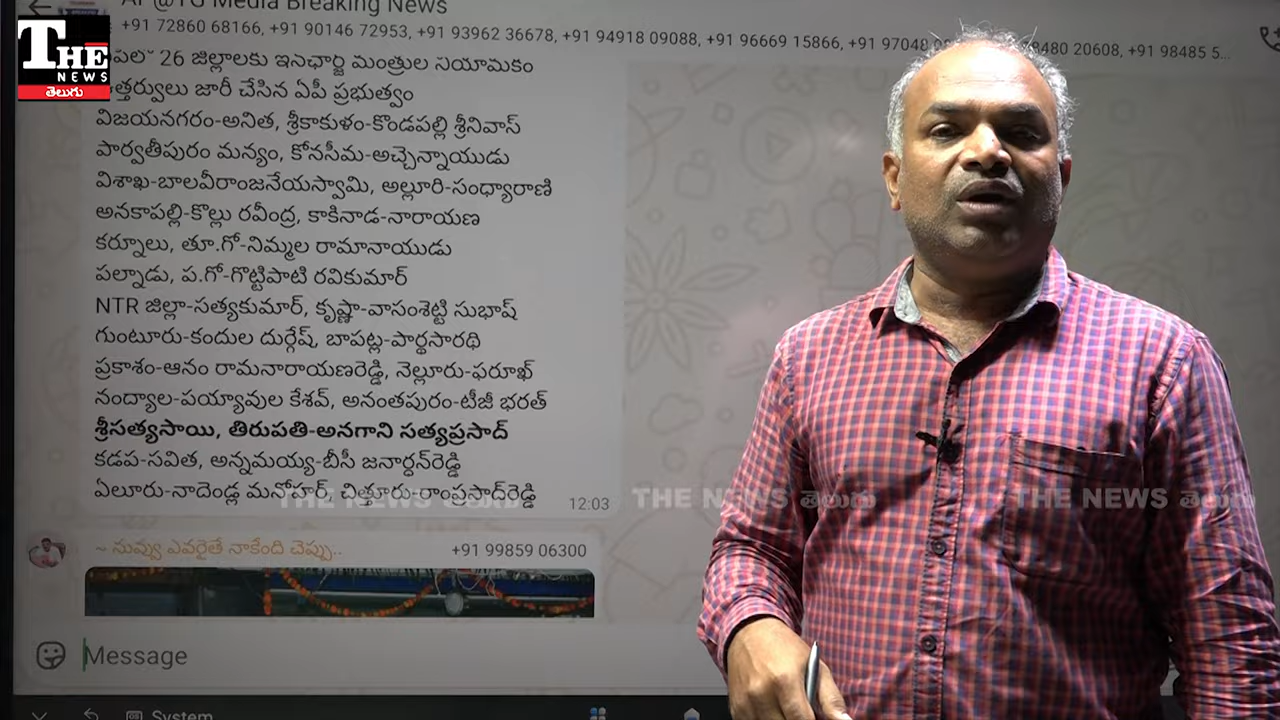 AP @TG Media Breaking News
+91 72860 68166, +91 90146 72953, +91 93962 36678, +91 94918 09088, +91 96669 15866, +91 97048 80480 20608, +91 98485 5...
THE
NEWS
తెలుగు
26 జిల్లాలకు ఇన్‌ఛార్జ మంత్రుల నియామకం
ఉత్తర్వులు జారీ చేసిన ఏపీ ప్రభుత్వం
విజయనగరం-అనిత, శ్రీకాకుళం-కొండపల్లి శ్రీనివాస్
పార్వతీపురం మన్యం, కోనసీమ-అచ్చెన్నాయుడు
విశాఖ-బాలవీరాంజనేయస్వామి, అల్లూరి-సంధ్యారాణి
అనకాపల్లి-కొల్లు రవీంద్ర, కాకినాడ-నారాయణ
కర్నూలు, తూ.గో-నిమ్మల రామానాయుడు
పల్నాడు, ప.గో-గొట్టిపాటి రవికుమార్
NTR జిల్లా-సత్యకుమార్, కృష్ణా-వాసంశెట్టి సుభాష్
గుంటూరు-కందుల దుర్గేష్, బాపట్ల-పార్థసారథి
ప్రకాశం-ఆనం రామనారాయణరెడ్డి, నెల్లూరు-ఫరూఖ్
నంద్యాల-పయ్యావుల కేశవ్, అనంతపురం-టీజీ భరత్
శ్రీసత్యసాయి, తిరుపతి-అనగాని సత్యప్రసాద్
కడప-సవిత, అన్నమయ్య-బీసీ జనార్ధన్‌రెడ్డి
ఏలూరు-నాదెండ్ల మనోహర్, చిత్తూరు-రాంప్రసాద్‌రెడ్డి
12:03
THE NEWS తెలుగు THE NEWS తెలుగు THE NEWS తెలుగు
~ నువ్వు ఎవరైతే నాకేంది చెప్పు.. +91 99859 06300
Message
System